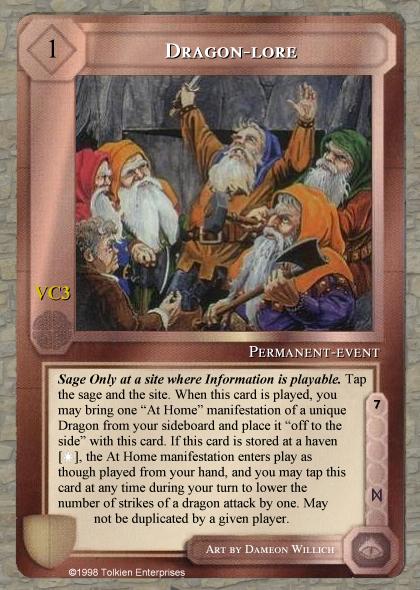 1
DRAGON-LORE
VC3
PERMANENT-EVENT
Sage Only at a site where Information is playable. Tap
the sage and the site. When this card is played, you
may bring one “At Home” manifestation of a unique
Dragon from your sideboard and place it “off to the
side” with this card. If this card is stored at a haven
[☀], the At Home manifestation enters play as
though played from your hand, and you may tap this
card at any time during your turn to lower the
number of strikes of a dragon attack by one. May
not be duplicated by a given player.
7
ART BY DAMEON WILLICH
©1998 Tolkien Enterprises